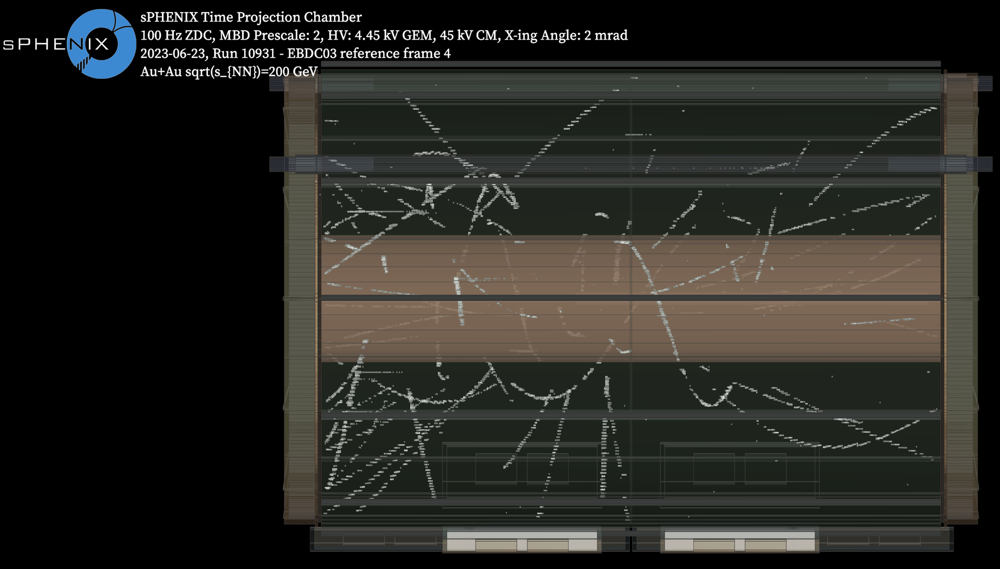 sPHENIX
sPHENIX Time Projection Chamber
100 Hz ZDC, MBD Prescale: 2, HV: 4.45 kV GEM, 45 kV CM, X-ing Angle: 2 mrad
2023-06-23, Run 10931 - EBDC03 reference frame 4
Au+Au sqrt(s_{NN})=200 GeV